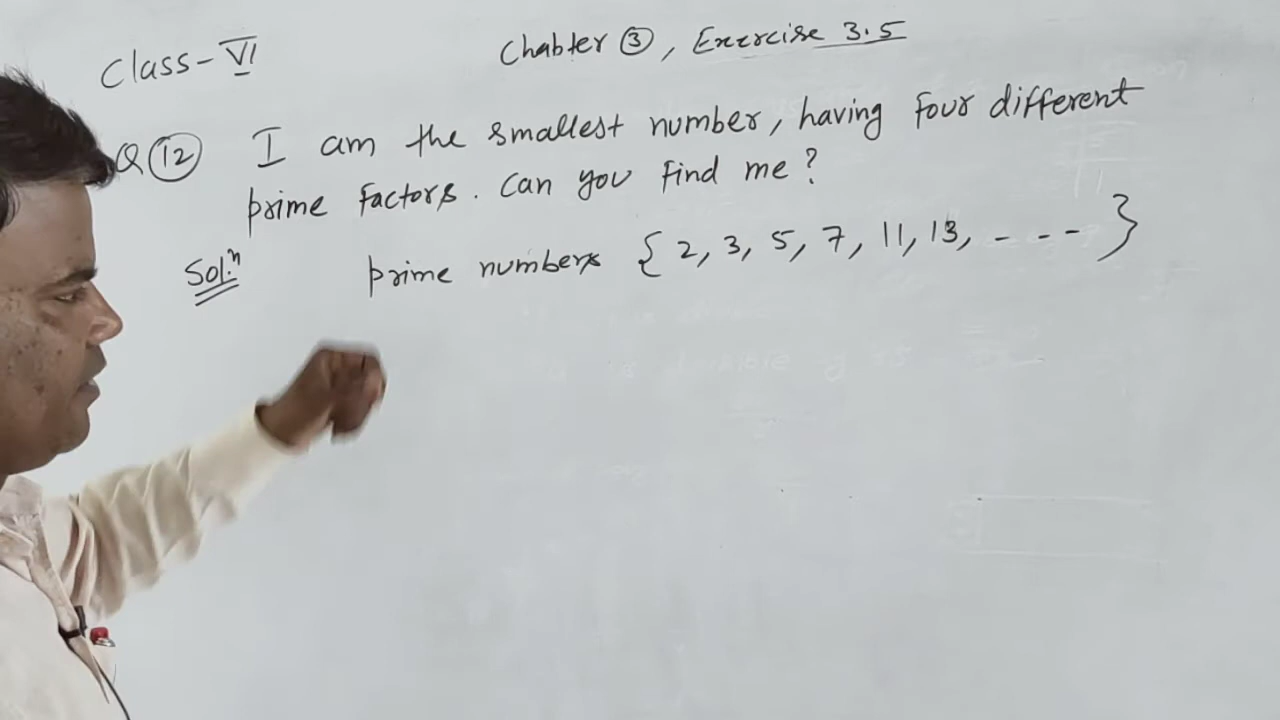 Class-VI
Chabter ③, Exercise 3.5
Q ⑫ I am the smallest number, having four different
prime factors. Can you find me?
Sol.n
prime numbers {2, 3, 5, 7, 11, 13, - - - }